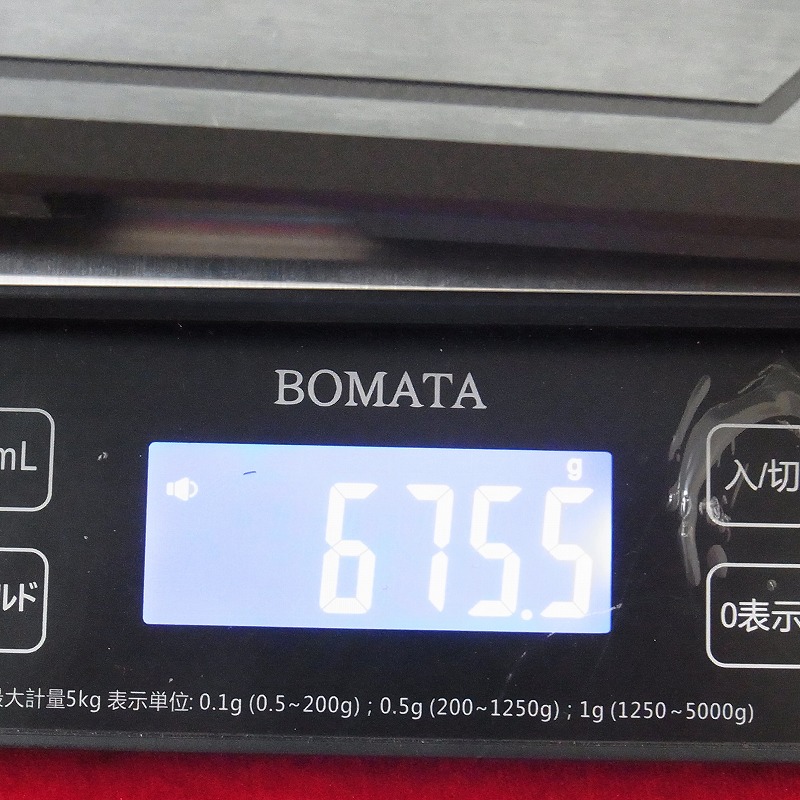 BOMATA
mL
g
入/切
675.5
ルド
0表示
最大計量5kg 表示単位: 0.1g (0.5~200g) ; 0.5g (200~1250g) ; 1g (1250~5000g)